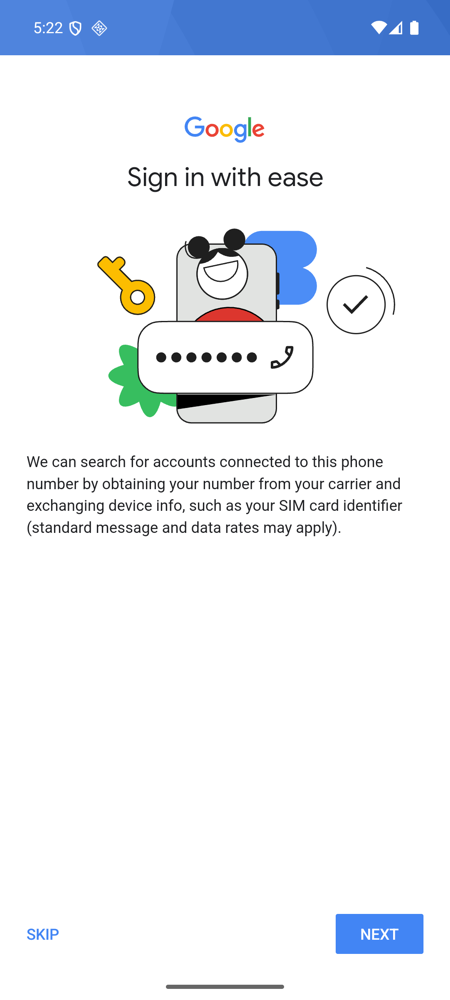 5:22
Google
Sign in with ease
We can search for accounts connected to this phone
number by obtaining your number from your carrier and
exchanging device info, such as your SIM card identifier
(standard message and data rates may apply).
SKIP
NEXT